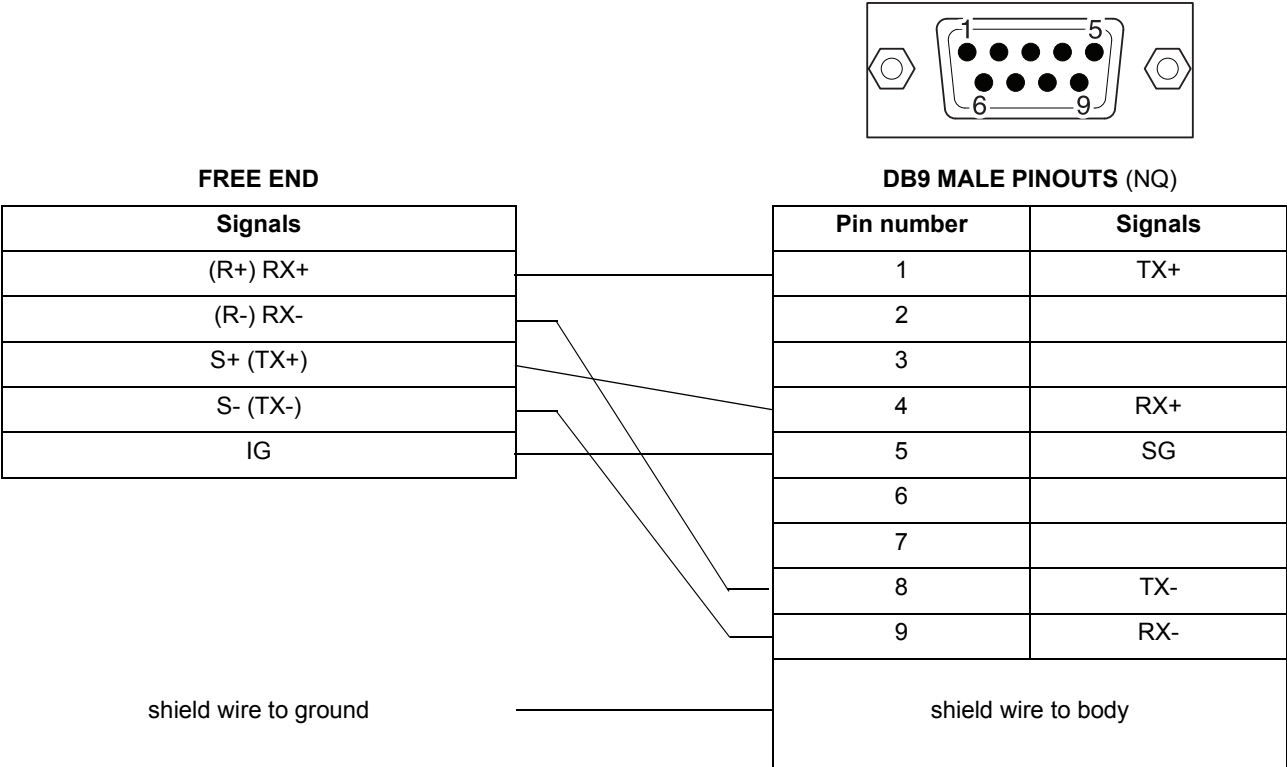 1 5
6 9
FREE END
DB9 MALE PINOUTS (NQ)
Signals
Pin number Signals
(R+) RX+
1 TX+
(R-) RX-
2
S+ (TX+)
3
S- (TX-)
4 RX+
IG
5 SG
6
7
8 TX-
9 RX-
shield wire to ground
shield wire to body